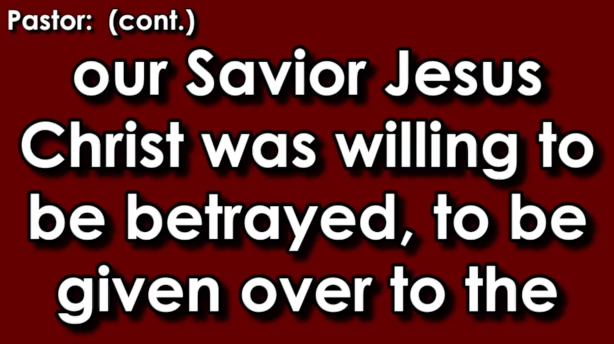 Pastor: (cont.)
our Savior Jesus
Christ was willing to
be betrayed, to be
given over to the